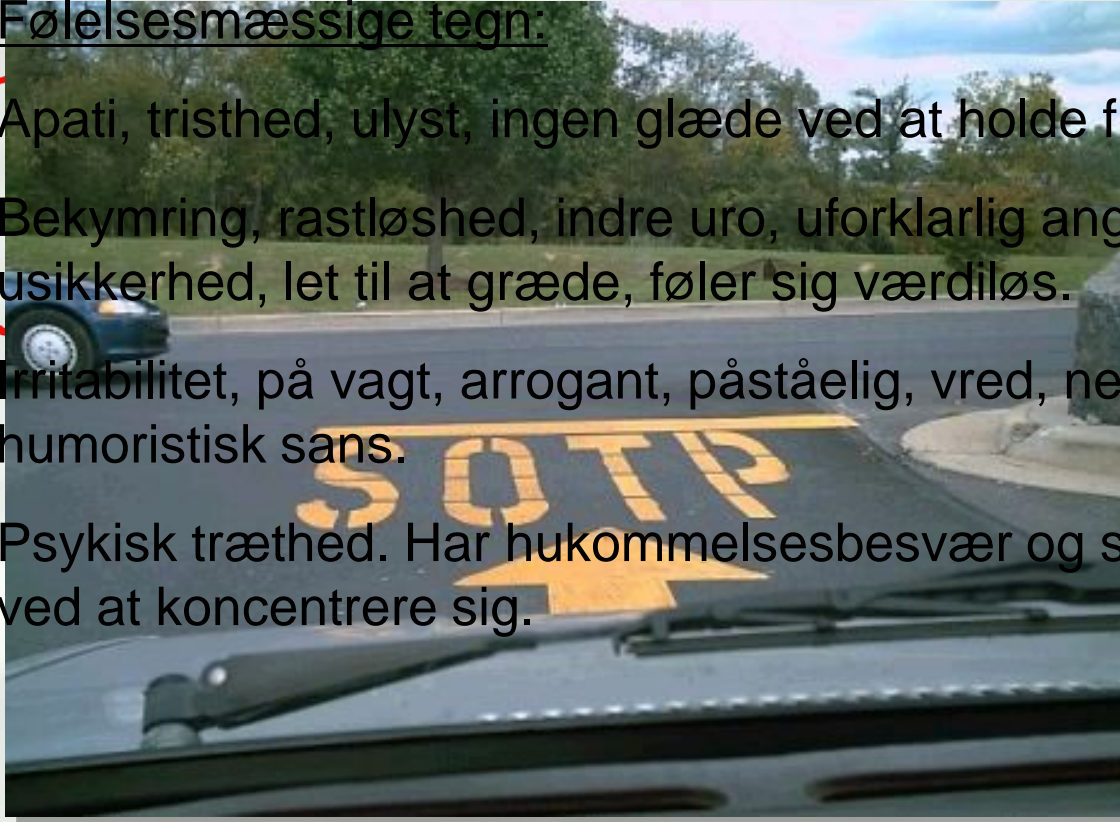 Følelsesmæssige tegn:
Apati, tristhed, ulyst, ingen glæde ved at holde
Bekymring, rastløshed, indre uro, uforklarlig
usikkerhed, let til at græde, føler sig værdiløs.
Irritabilitet, på vagt, arrogant, påståelig, vred,
humoristisk sans.
SOTP
Psykisk træthed. Har hukommelsesbesvær og
ved at koncentrere sig.